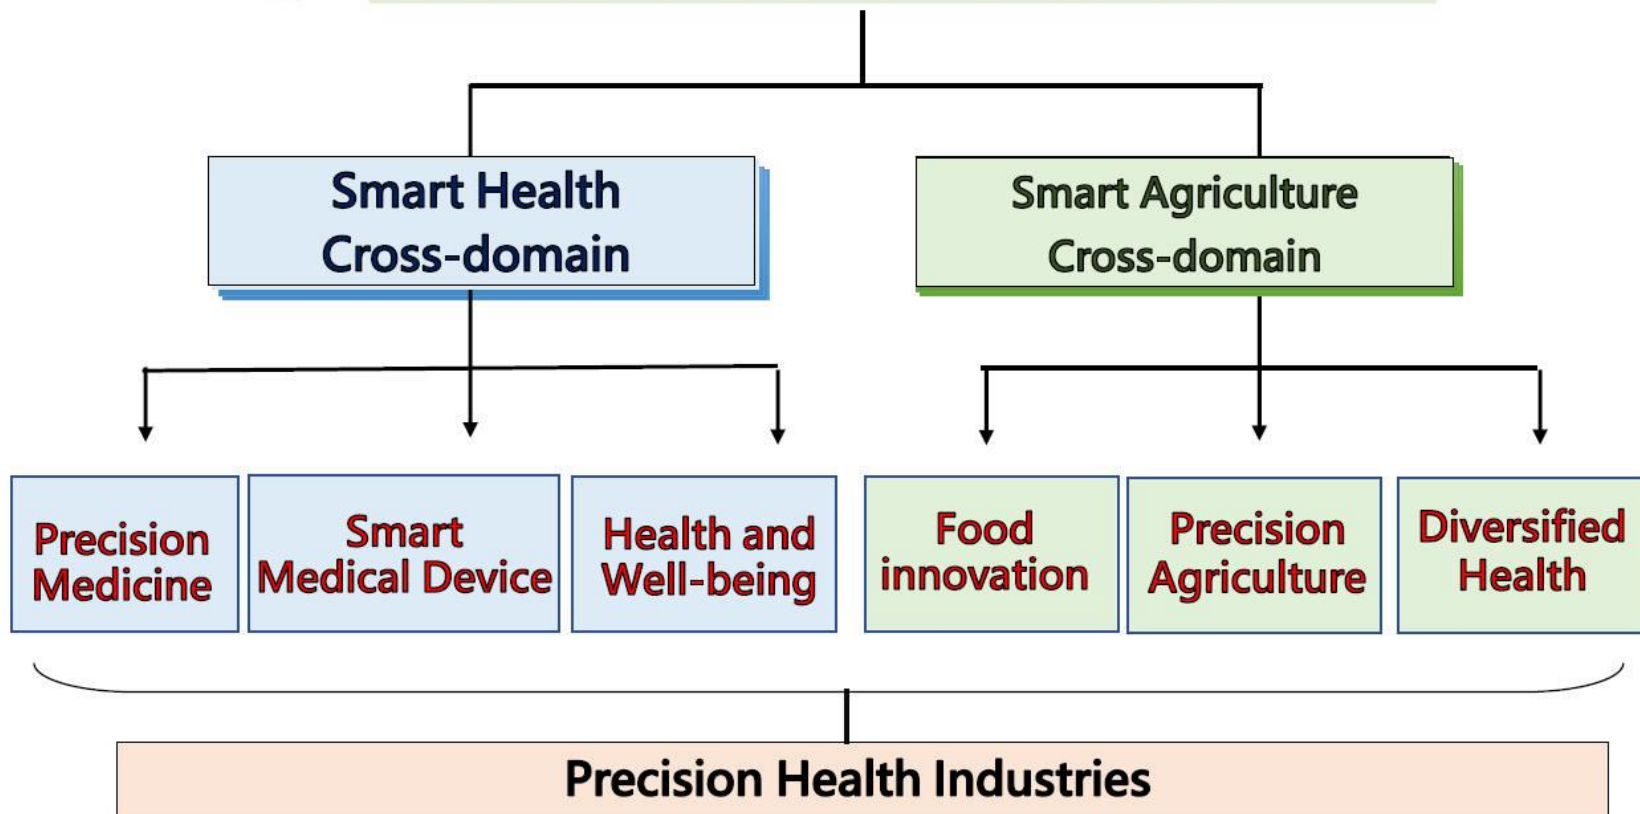 Smart Health
Cross-domain
Smart Agriculture
Cross-domain
Precision
Medicine
Smart
Medical Device
Health and
Well-being
Food
innovation
Precision
Agriculture
Diversified
Health
Precision Health Industries